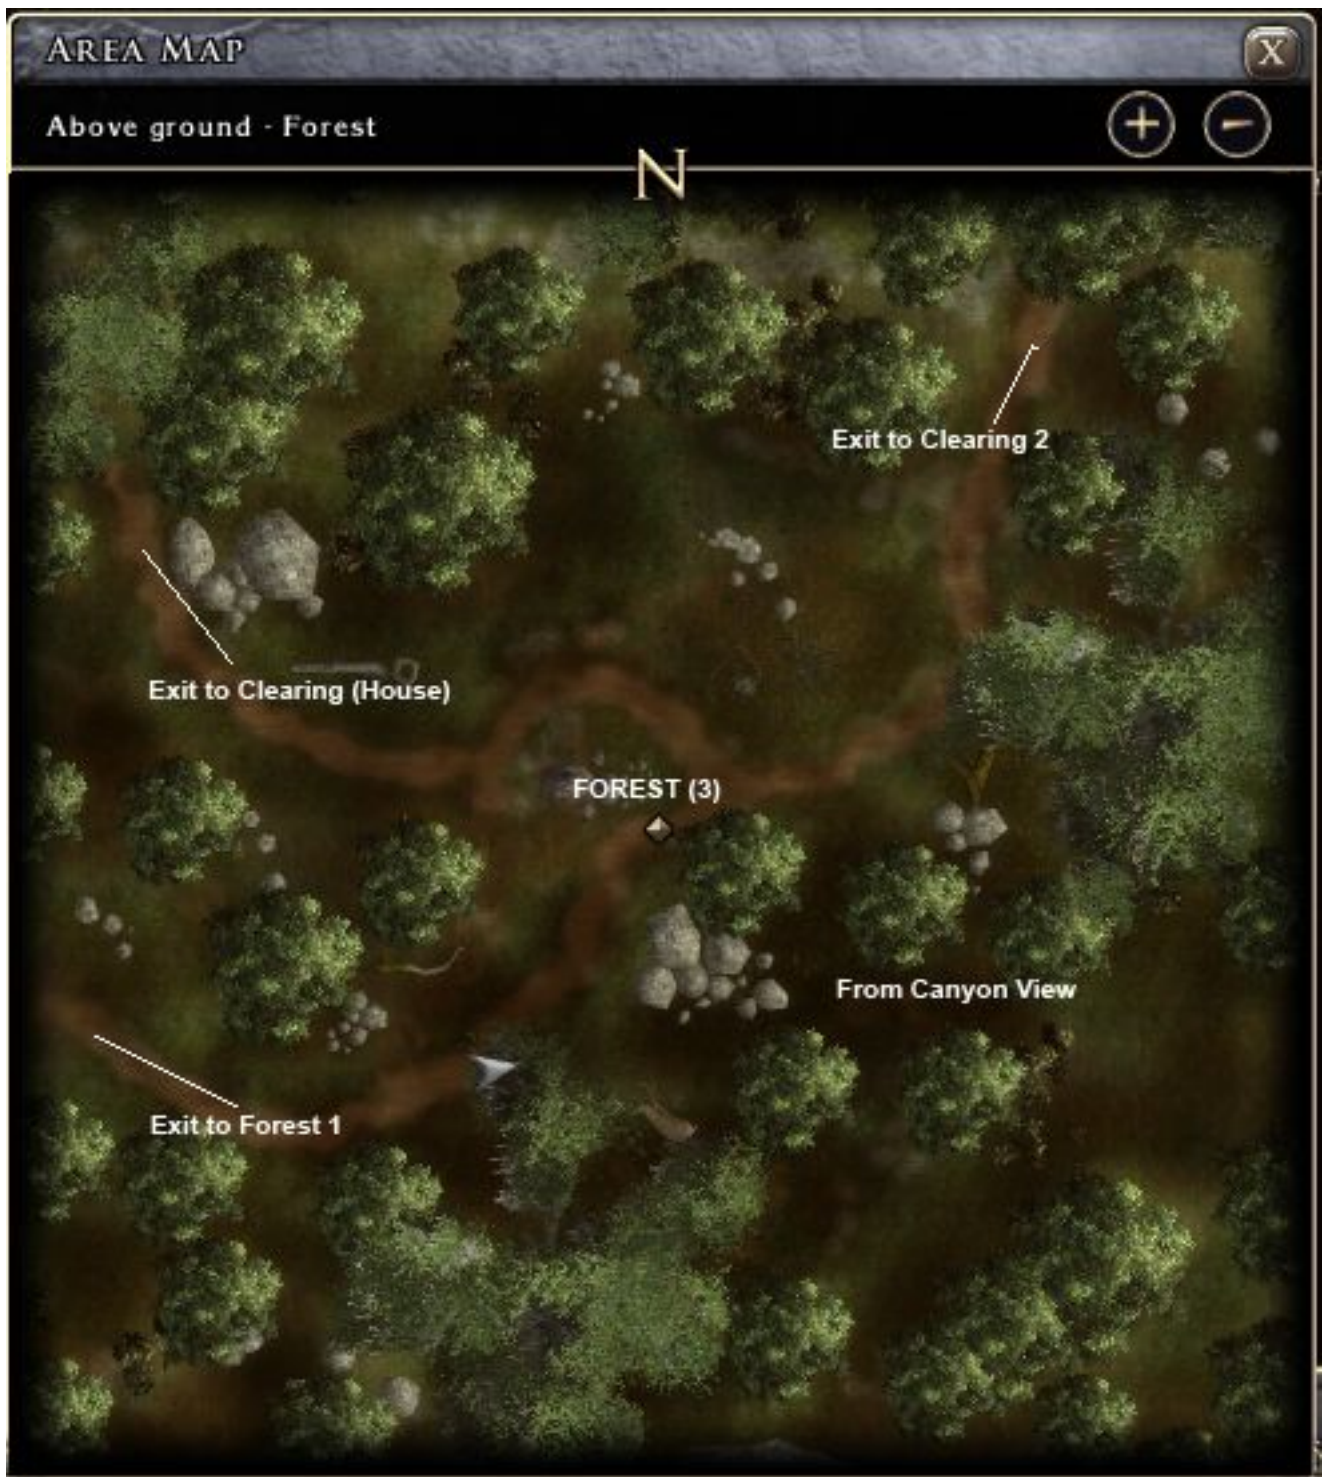 AREA MAP
X
Above ground - Forest
+ -
N
Exit to Clearing 2
Exit to Clearing (House)
FOREST (3)
From Canyon View
Exit to Forest 1